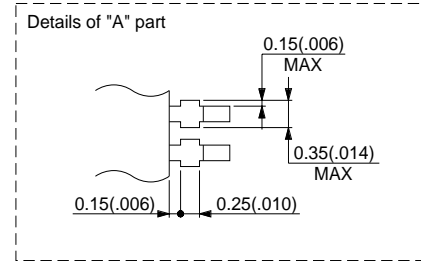 Details of "A" part
0.15(.006)
MAX
0.35(.014)
MAX
0.15(.006)
0.25(.010)